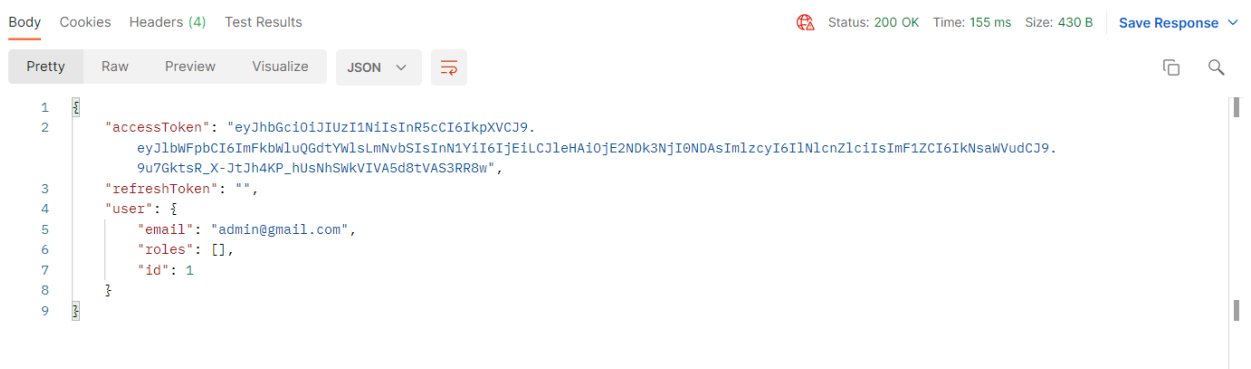 Body Cookies Headers (4) Test Results Status: 200 OK Time: 155 ms Size: 430 B Save Response
Pretty Raw Preview Visualize JSON
1 {
2 "accessToken": "eyJhbGciOiJIUzI1NiIsInR5cCI6IkpXVCJ9.
eyJlbWFpbCI6ImFkbWluQGdtYWlsLmNvbSIsInN1YiI6IjEiLCJleHAiOjE2NDk3NjI0NDAsImlzcyI6IlNlcnZlciIsImF1ZCI6IkNsaWVudCJ9.
9u7GktsR_X-JtJh4KP_hUsNhSWkVIVA5d8tVAS3RR8w",
3 "refreshToken": "",
4 "user": {
5 "email": "admin@gmail.com",
6 "roles": [],
7 "id": 1
8 }
9 }